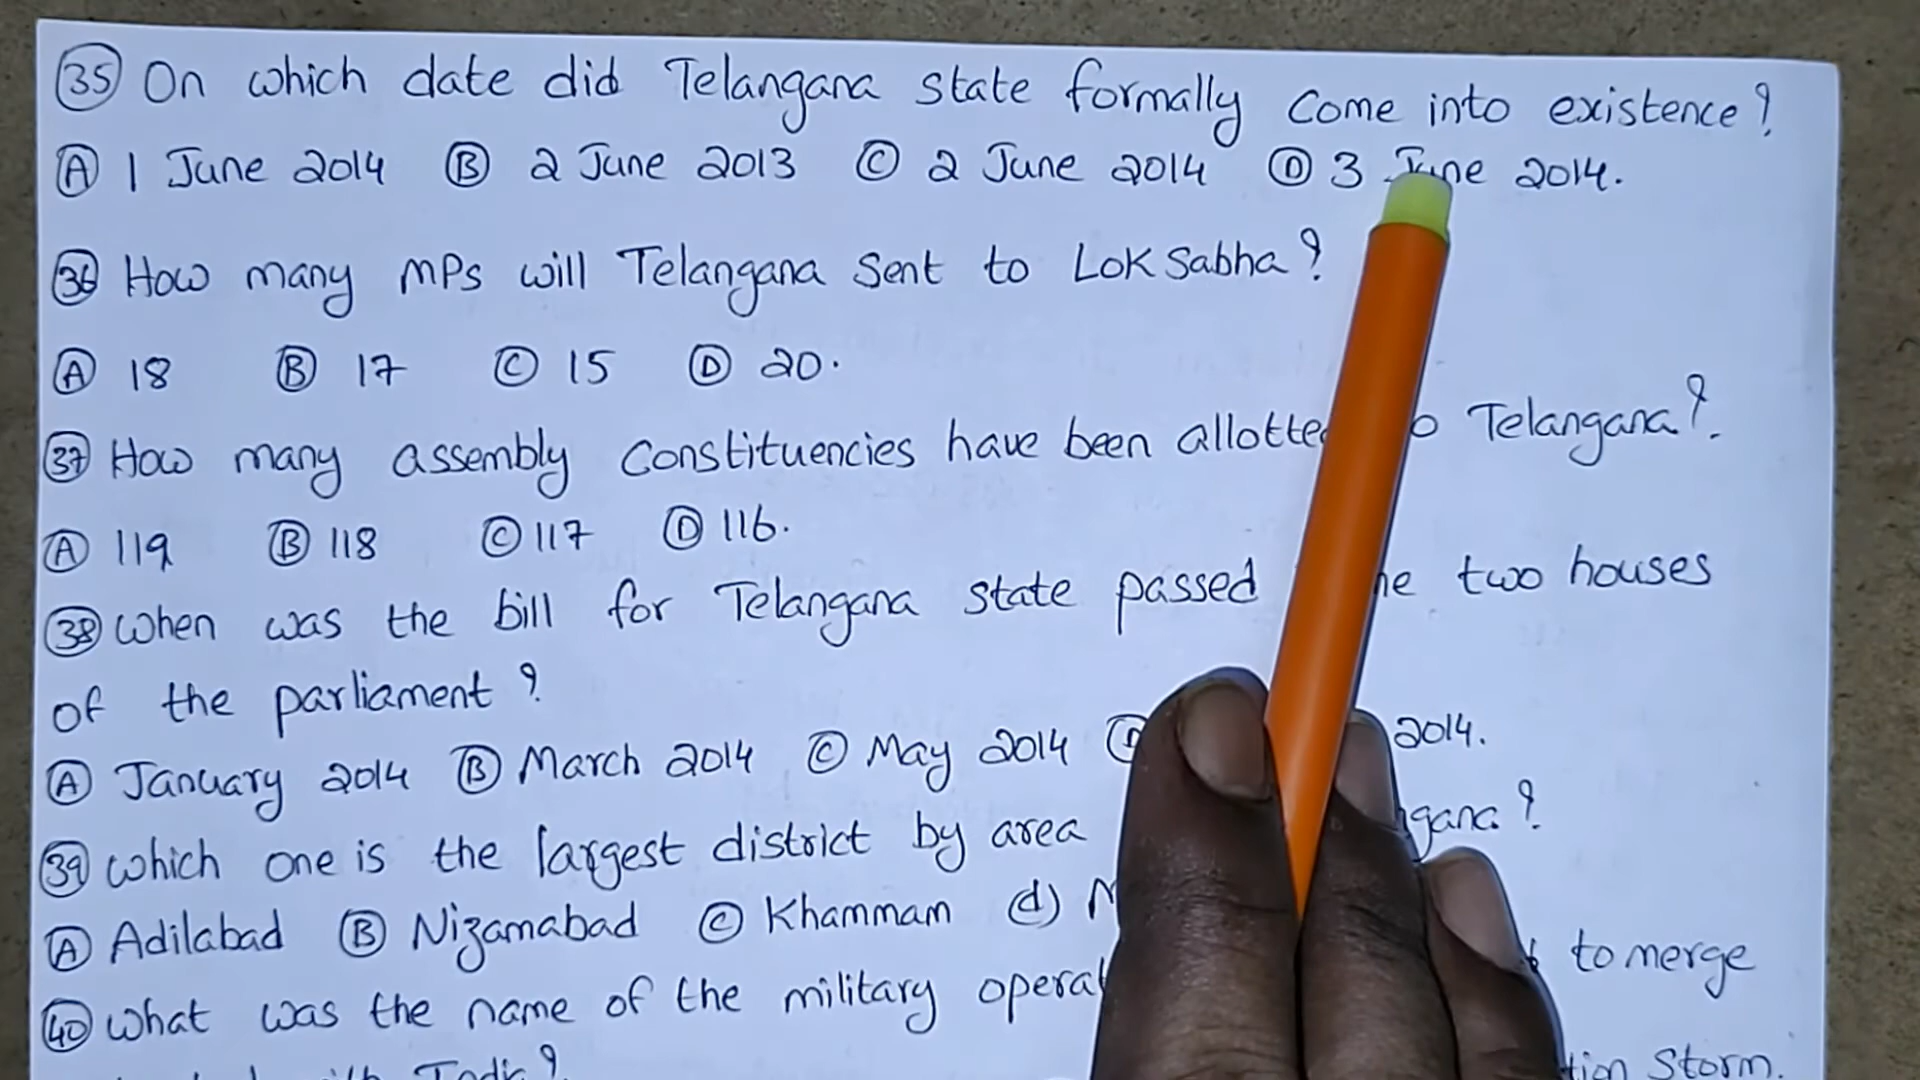 35 On which date did Telangana state formally come into existence?
A 1 June 2014 B 2 June 2013 C 2 June 2014 D 3 June 2014.
36 How many MPs will Telangana Sent to Lok Sabha?
A 18 B 17 C 15 D 20.
37 How many assembly constituencies have been allotted Telangana?.
A 119 B 118 C 117 D 116.
38 When was the bill for Telangana state passed two houses
of the parliament?
A January 2014 B March 2014 C May 2014 D 2014.
39 Which one is the largest district by area
A Adilabad B Nizamabad C Khammam d)
40 What was the name of the military to merge
Storm.